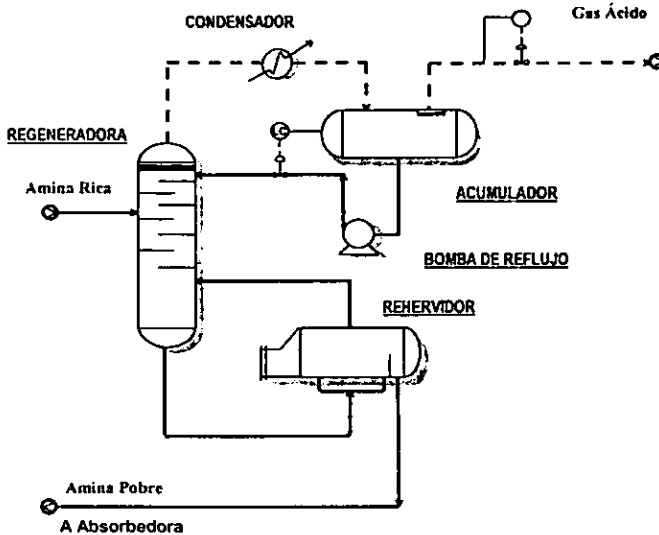 Gas Ácido
CONDENSADOR
REGENERADORA
Amina Rica
ACUMULADOR
BOMBA DE REFLUJO
REHERVIDOR
Amina Pobre
A Absorbedora